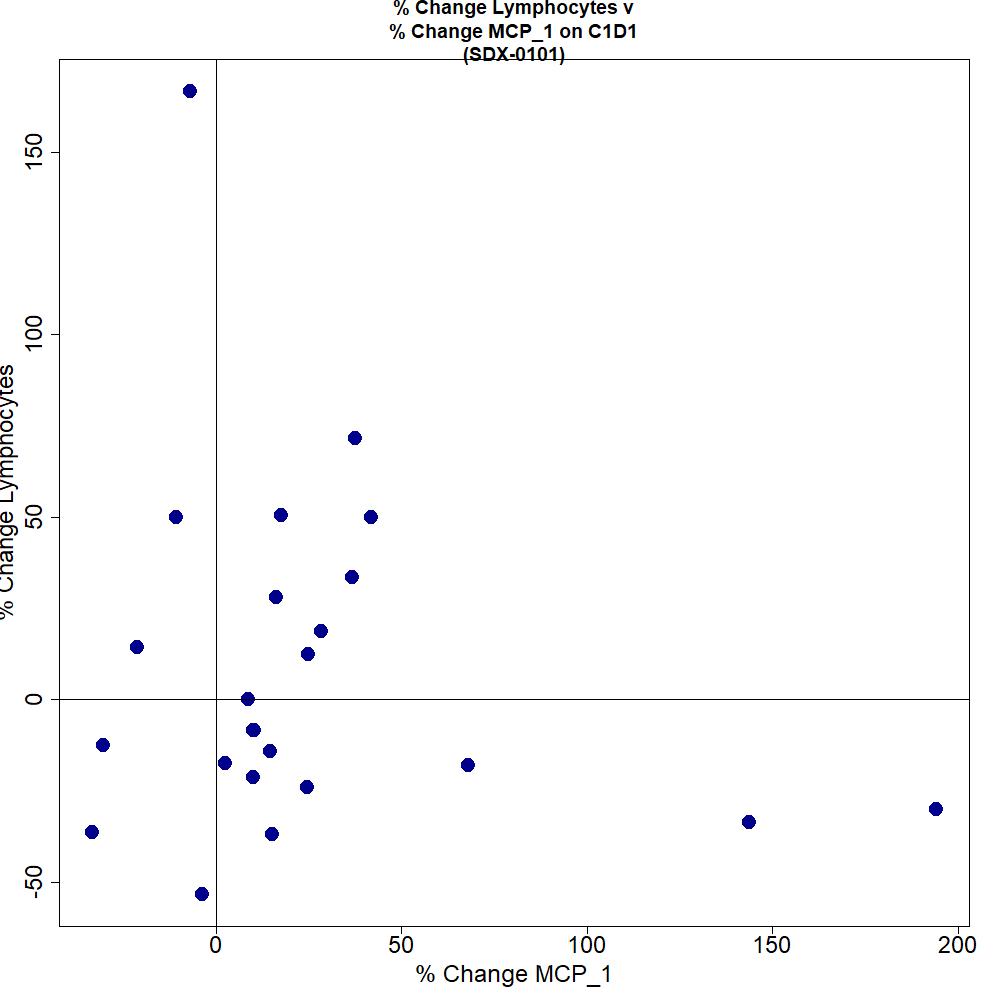 % Change Lymphocytes v
% Change MCP_1 on C1D1
(SDX-0101)
% Change Lymphocytes
150
100
50
0
-50
0 50 100 150 200
% Change MCP_1